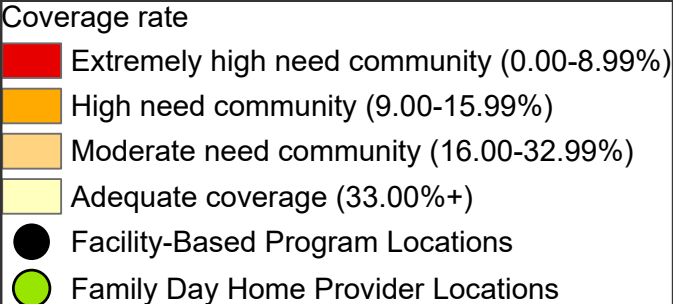 Coverage rate
Extremely high need community (0.00-8.99%)
High need community (9.00-15.99%)
Moderate need community (16.00-32.99%)
Adequate coverage (33.00%+)
Facility-Based Program Locations
Family Day Home Provider Locations